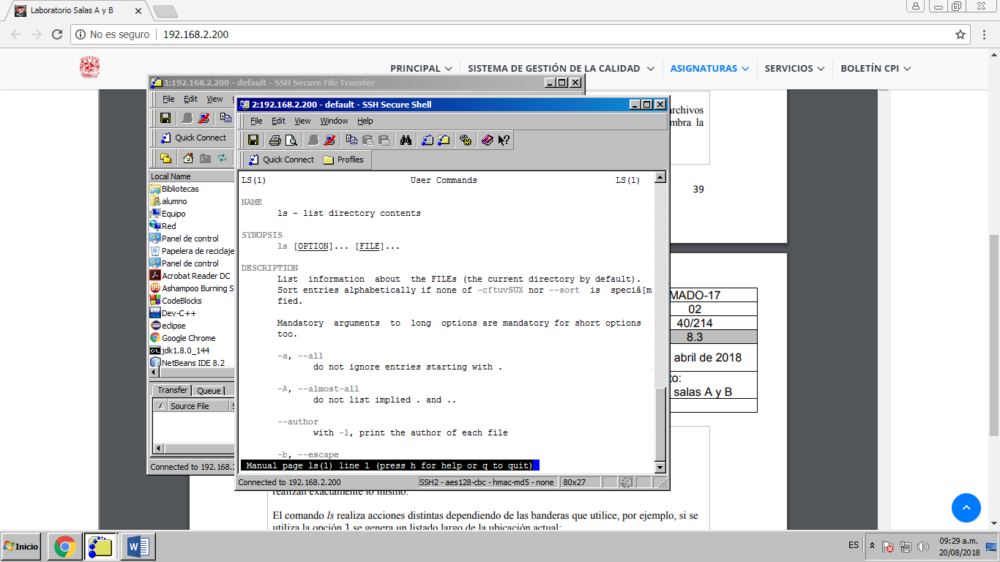 Laboratorio Salas A y B
No es seguro
192.168.2.200
PRINCIPAL
SISTEMA DE GESTIÓN DE LA CALIDAD
ASIGNATURAS
SERVICIOS
BOLETÍN CPI
1:192.168.2.200 - default - SSH Secure File Transfer
File Edit View
Quick Connect
Local Name
Bibliotecas
alumno
Equipo
Red
Panel de control
Papelera de reciclaje
Panel de control
Acrobat Reader DC
Ashampoo Burning S
CodeBlocks
Dev-C++
eclipse
Google Chrome
jdk1.8.0_144
NetBeans IDE 8.2
Transfer Queue
Source File
Connected to 192.168.
2:192.168.2.200 - default - SSH Secure Shell
File Edit View Window Help
Quick Connect Profiles
LS(1) User Commands LS(1)
NAME
ls - list directory contents
SYNOPSIS
ls [OPTION]... [FILE]...
DESCRIPTION
List information about the FILEs (the current directory by default).
Sort entries alphabetically if none of -cftuvSUX nor --sort is speciâ[m
fied.
Mandatory arguments to long options are mandatory for short options
too.
-a, --all
do not ignore entries starting with .
-A, --almost-all
do not list implied . and ..
--author
with -l, print the author of each file
-b, --escape
Manual page ls(1) line 1 (press h for help or q to quit)
Connected to 192.168.2.200
SSH2 - aes128-cbc - hmac-md5 - none
80x27
archivos
mbra la
39
MADO-17
02
40/214
8.3
abril de 2018
to:
salas A y B
realizan exactamente lo mismo.
El comando ls realiza acciones distintas dependiendo de las banderas que utilice, por ejemplo, si se
utiliza la opción l se genera un listado largo de la ubicación actual:
Inicio
ES
09:29 a.m.
20/08/2018